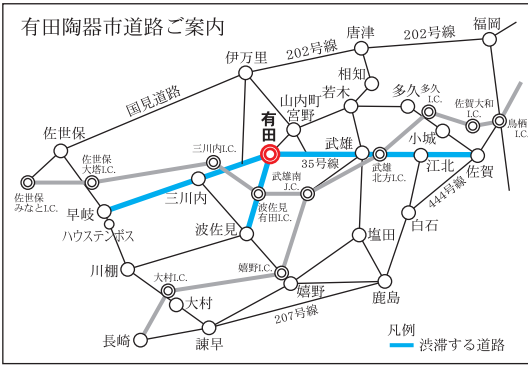 有田陶器市道路ご案内
福岡
唐津
202号線
202号線
伊万里
相知
国見道路
山内町
宮野
若木
多久
多久
I.C.
佐賀大和
I.C.
鳥栖
I.C.
有田
佐世保
三川内I.C.
武雄
小城
佐世保
大塔I.C.
35号線
武雄
北方I.C.
江北
佐賀
佐世保
みなとI.C.
三川内
武雄南
J.C.
444号線
早岐
波佐見
有田I.C.
白石
ハウステンボス
波佐見
塩田
川棚
大村I.C.
嬉野I.C.
大村
嬉野
鹿島
207号線
長崎
諫早
凡例
渋滞する道路